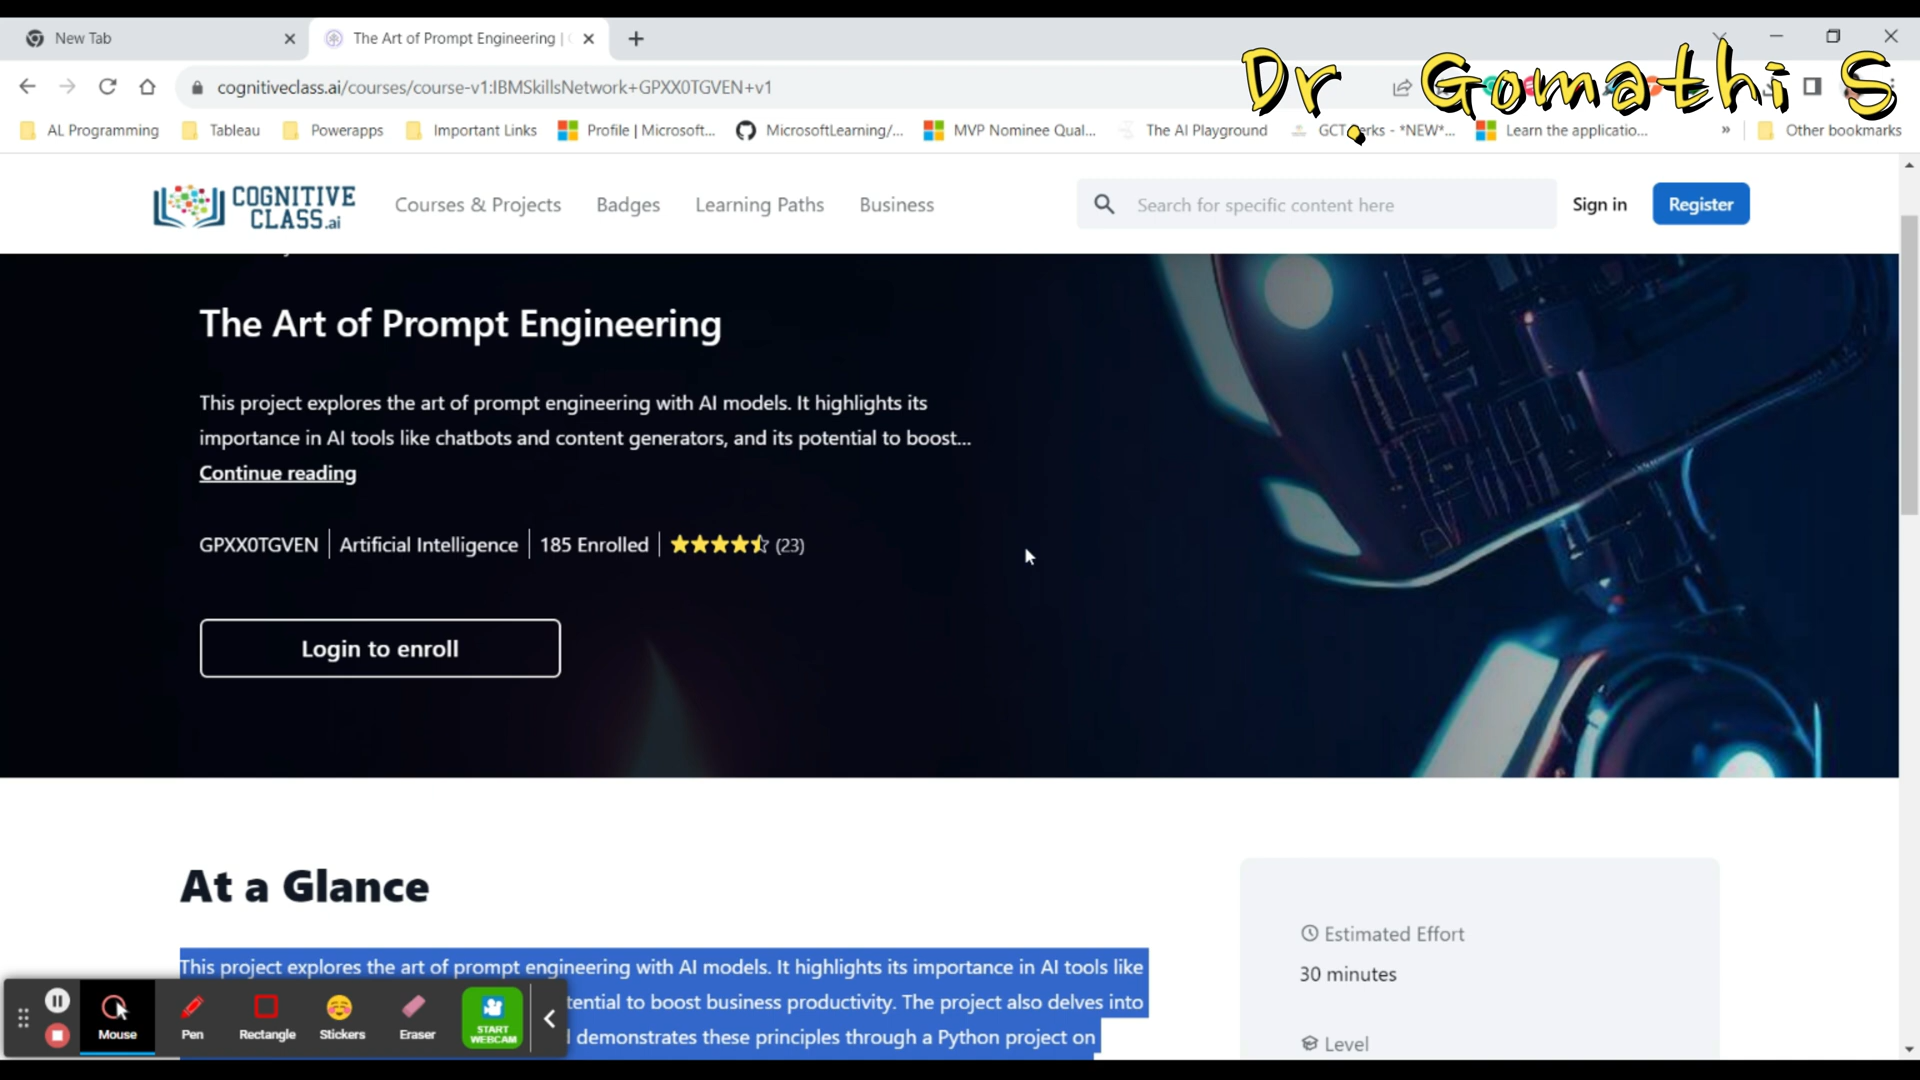 New Tab
The Art of Prompt Engineering |
Dr. Gomathi S
cognitiveclass.ai/courses/course-v1:IBMSkillsNetwork+GPXX0TGVEN+v1
AL Programming Tableau Powerapps Important Links Profile | Microsoft... MicrosoftLearning/... MVP Nominee Qual... The AI Playground GCT Perks - *NEW*... Learn the applicatio... » Other bookmarks
COGNITIVE
CLASS.ai
Courses & Projects Badges Learning Paths Business Search for specific content here Sign in Register
The Art of Prompt Engineering
This project explores the art of prompt engineering with AI models. It highlights its
importance in AI tools like chatbots and content generators, and its potential to boost...
Continue reading
GPXX0TGVEN | Artificial Intelligence | 185 Enrolled | (23)
Login to enroll
At a Glance
This project explores the art of prompt engineering with AI models. It highlights its importance in AI tools like
tential to boost business productivity. The project also delves into
demonstrates these principles through a Python project on
Estimated Effort
30 minutes
Level
Mouse Pen Rectangle Stickers Eraser START
WEBCAM